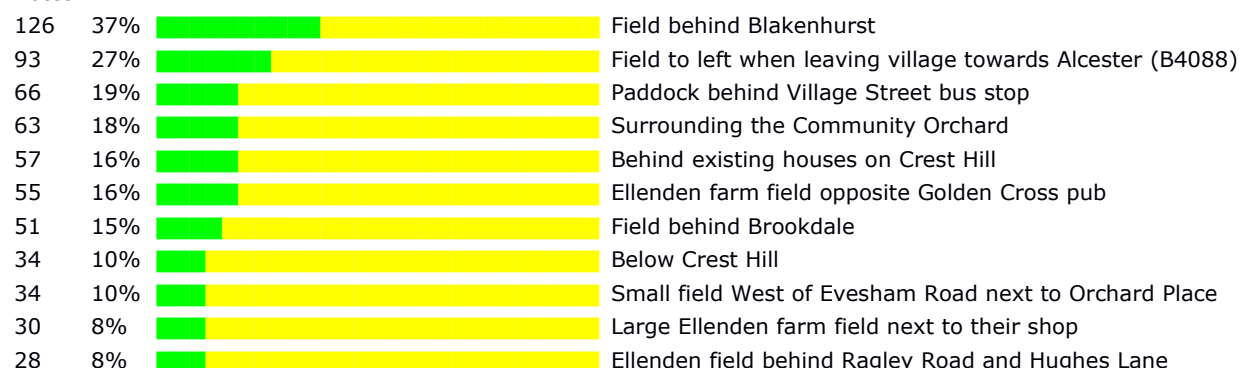 126 37% Field behind Blakenhurst
93 27% Field to left when leaving village towards Alcester (B4088)
66 19% Paddock behind Village Street bus stop
63 18% Surrounding the Community Orchard
57 16% Behind existing houses on Crest Hill
55 16% Ellenden farm field opposite Golden Cross pub
51 15% Field behind Brookdale
34 10% Below Crest Hill
34 10% Small field West of Evesham Road next to Orchard Place
30 8% Large Ellenden farm field next to their shop
28 8% Ellenden field behind Ragley Road and Hughes Lane